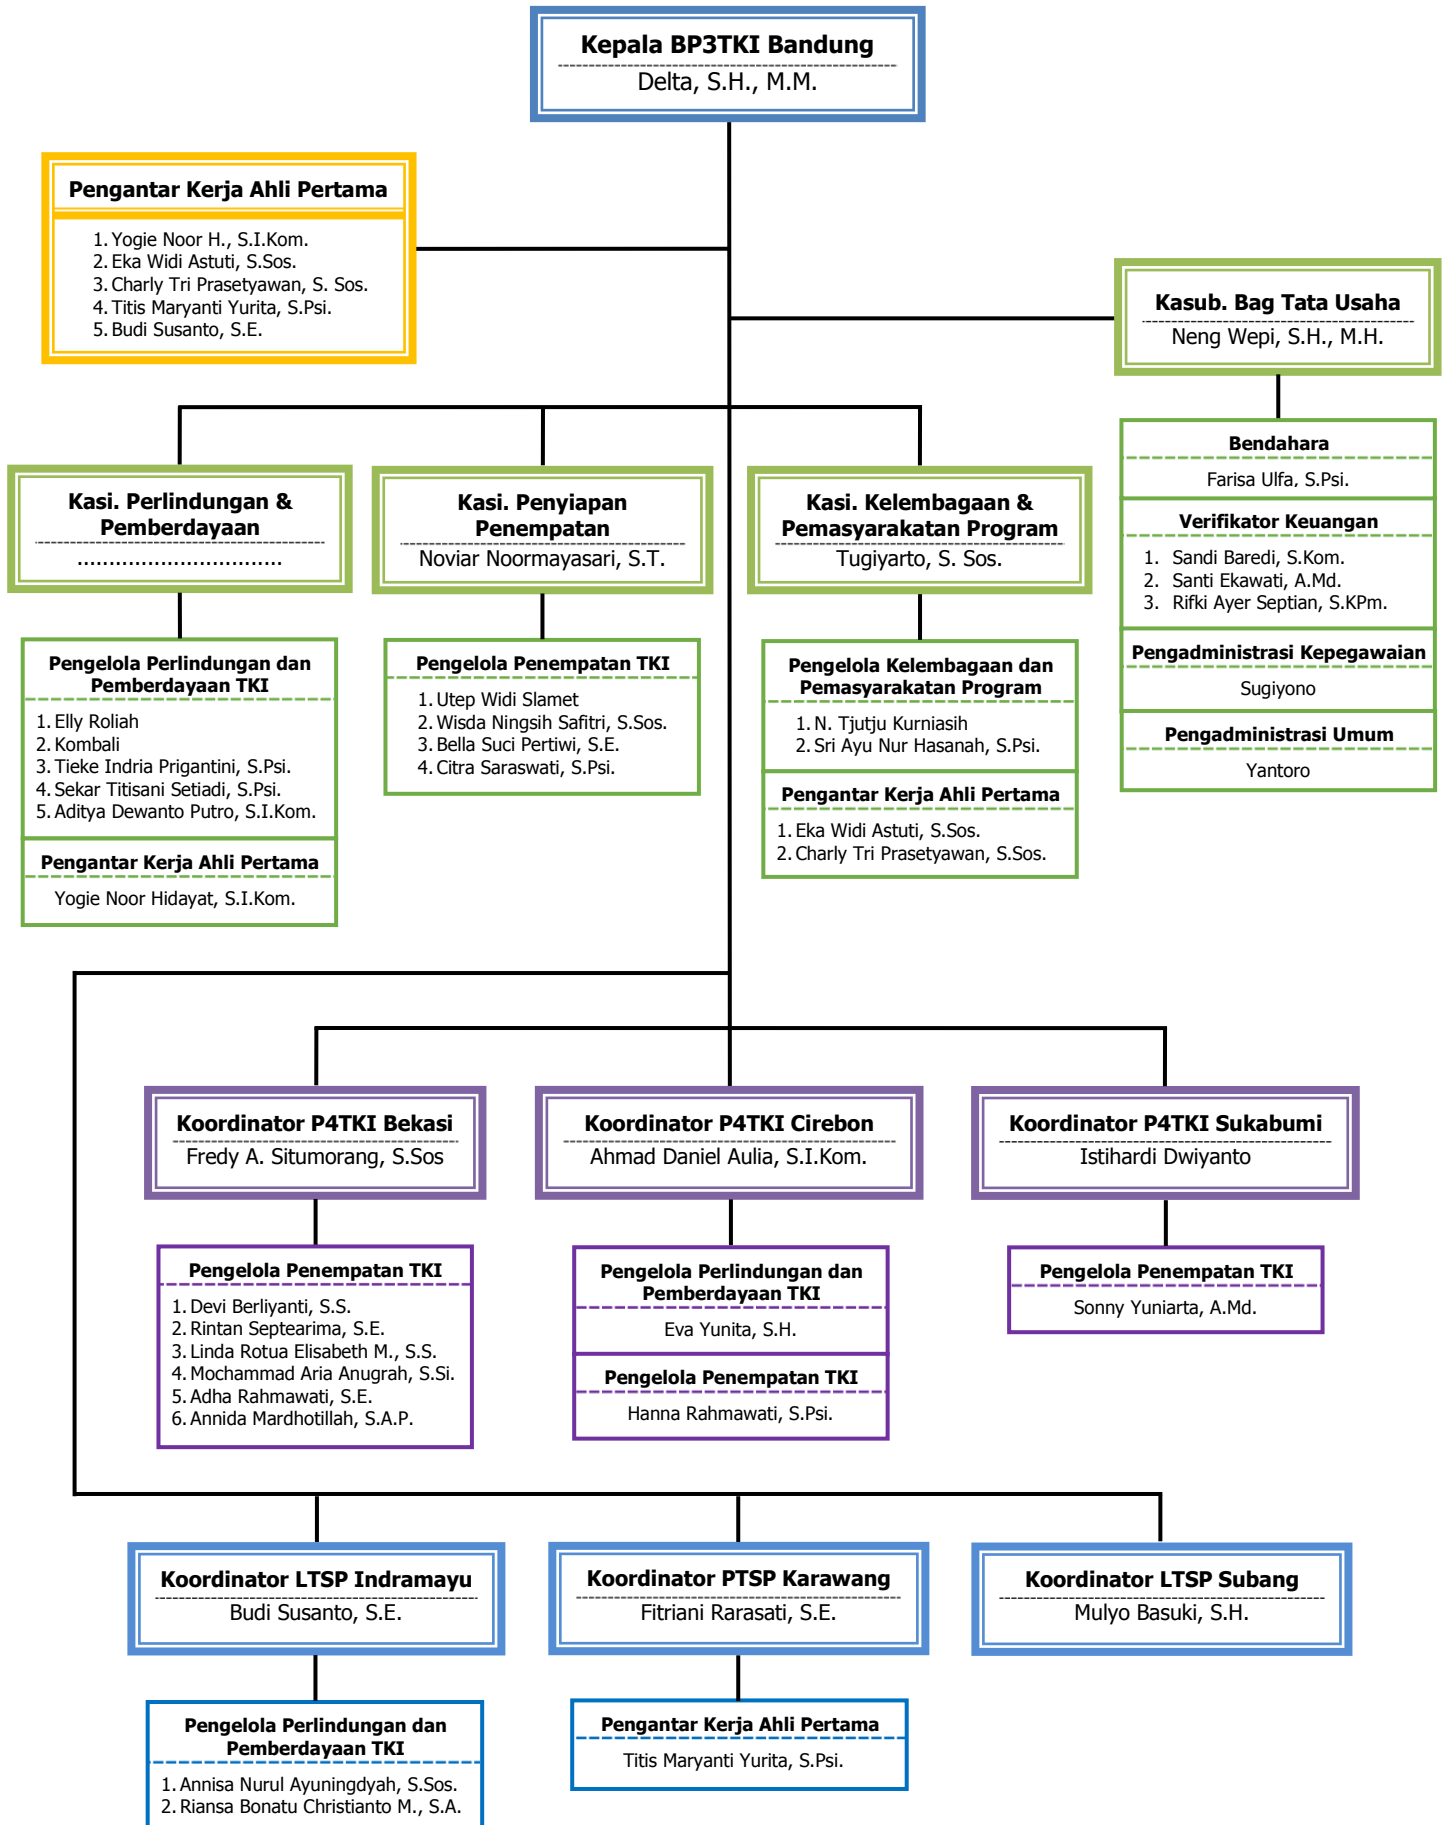 Kepala BP3TKI Bandung
Delta, S.H., M.M.
Pengantar Kerja Ahli Pertama
1. Yogie Noor H., S.I.Kom.
2. Eka Widi Astuti, S.Sos.
3. Charly Tri Prasetyawan, S. Sos.
4. Titis Maryanti Yurita, S.Psi.
5. Budi Susanto, S.E.
Kasub. Bag Tata Usaha
Neng Wepi, S.H., M.H.
Bendahara
Farisa Ulfa, S.Psi.
Verifikator Keuangan
1. Sandi Baredi, S.Kom.
2. Santi Ekawati, A.Md.
3. Rifki Ayer Septian, S.KPm.
Pengadministrasi Kepegawaian
Sugiyono
Pengadministrasi Umum
Yantoro
Kasi. Perlindungan &
Pemberdayaan
.................................
Pengelola Perlindungan dan
Pemberdayaan TKI
1. Elly Roliah
2. Kombali
3. Tieke Indria Prigantini, S.Psi.
4. Sekar Titisani Setiadi, S.Psi.
5. Aditya Dewanto Putro, S.I.Kom.
Pengantar Kerja Ahli Pertama
Yogie Noor Hidayat, S.I.Kom.
Kasi. Penyiapan
Penempatan
Noviar Noormayasari, S.T.
Pengelola Penempatan TKI
1. Utep Widi Slamet
2. Wisda Ningsih Safitri, S.Sos.
3. Bella Suci Pertiwi, S.E.
4. Citra Saraswati, S.Psi.
Kasi. Kelembagaan &
Pemasyarakatan Program
Tugiyarto, S. Sos.
Pengelola Kelembagaan dan
Pemasyarakatan Program
1. N. Tjutju Kurniasih
2. Sri Ayu Nur Hasanah, S.Psi.
Pengantar Kerja Ahli Pertama
1. Eka Widi Astuti, S.Sos.
2. Charly Tri Prasetyawan, S.Sos.
Koordinator P4TKI Bekasi
Fredy A. Situmorang, S.Sos
Pengelola Penempatan TKI
1. Devi Berliyanti, S.S.
2. Rintan Septearima, S.E.
3. Linda Rotua Elisabeth M., S.S.
4. Mochammad Aria Anugrah, S.Si.
5. Adha Rahmawati, S.E.
6. Annida Mardhotillah, S.A.P.
Koordinator P4TKI Cirebon
Ahmad Daniel Aulia, S.I.Kom.
Pengelola Perlindungan dan
Pemberdayaan TKI
Eva Yunita, S.H.
Pengelola Penempatan TKI
Hanna Rahmawati, S.Psi.
Koordinator P4TKI Sukabumi
Istihardi Dwiyanto
Pengelola Penempatan TKI
Sonny Yuniarta, A.Md.
Koordinator LTSP Indramayu
Budi Susanto, S.E.
Pengelola Perlindungan dan
Pemberdayaan TKI
1. Annisa Nurul Ayuningdyah, S.Sos.
2. Riansa Bonatu Christianto M., S.A.
Koordinator PTSP Karawang
Fitriani Rarasati, S.E.
Pengantar Kerja Ahli Pertama
Titis Maryanti Yurita, S.Psi.
Koordinator LTSP Subang
Mulyo Basuki, S.H.